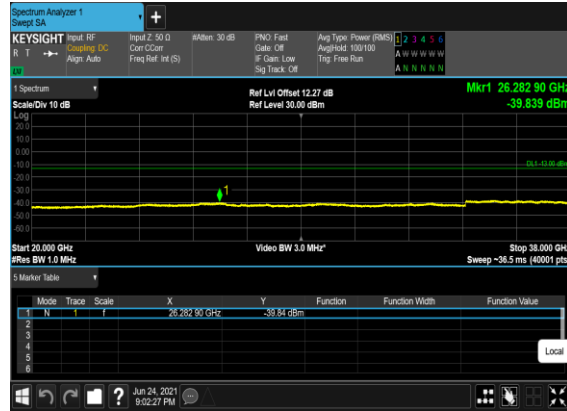 Spectrum Analyzer 1
Swept SA
+
KEYSIGHT Input: RF Input Z: 50 Ω #Atten: 30 dB PNO: Fast Avg Type: Power (RMS) 1 2 3 4 5 6
R T Coupling: DC Corr CCorr Gate: Off Avg|Hold: 100/100 A W W W W W
Align: Auto Freq Ref: Int (S) IF Gain: Low Trig: Free Run
Sig Track: Off A N N N N N
1 Spectrum Ref Lvl Offset 12.27 dB Mkr1 26.282 90 GHz
Scale/Div 10 dB Ref Level 30.00 dBm -39.839 dBm
Log
20.0
10.0
0.00
-10.0 DL1 -13.00 dBm
-20.0
-30.0 1
-40.0
-50.0
-60.0
Start 20.000 GHz Video BW 3.0 MHz* Stop 38.000 GHz
#Res BW 1.0 MHz Sweep ~36.5 ms (40001 pts)
5 Marker Table
Mode Trace Scale X Y Function Function Width Function Value
1 N 1 f 26.282 90 GHz -39.84 dBm
2
3
4
5
6
Local
? Jun 24, 2021
9:02:27 PM